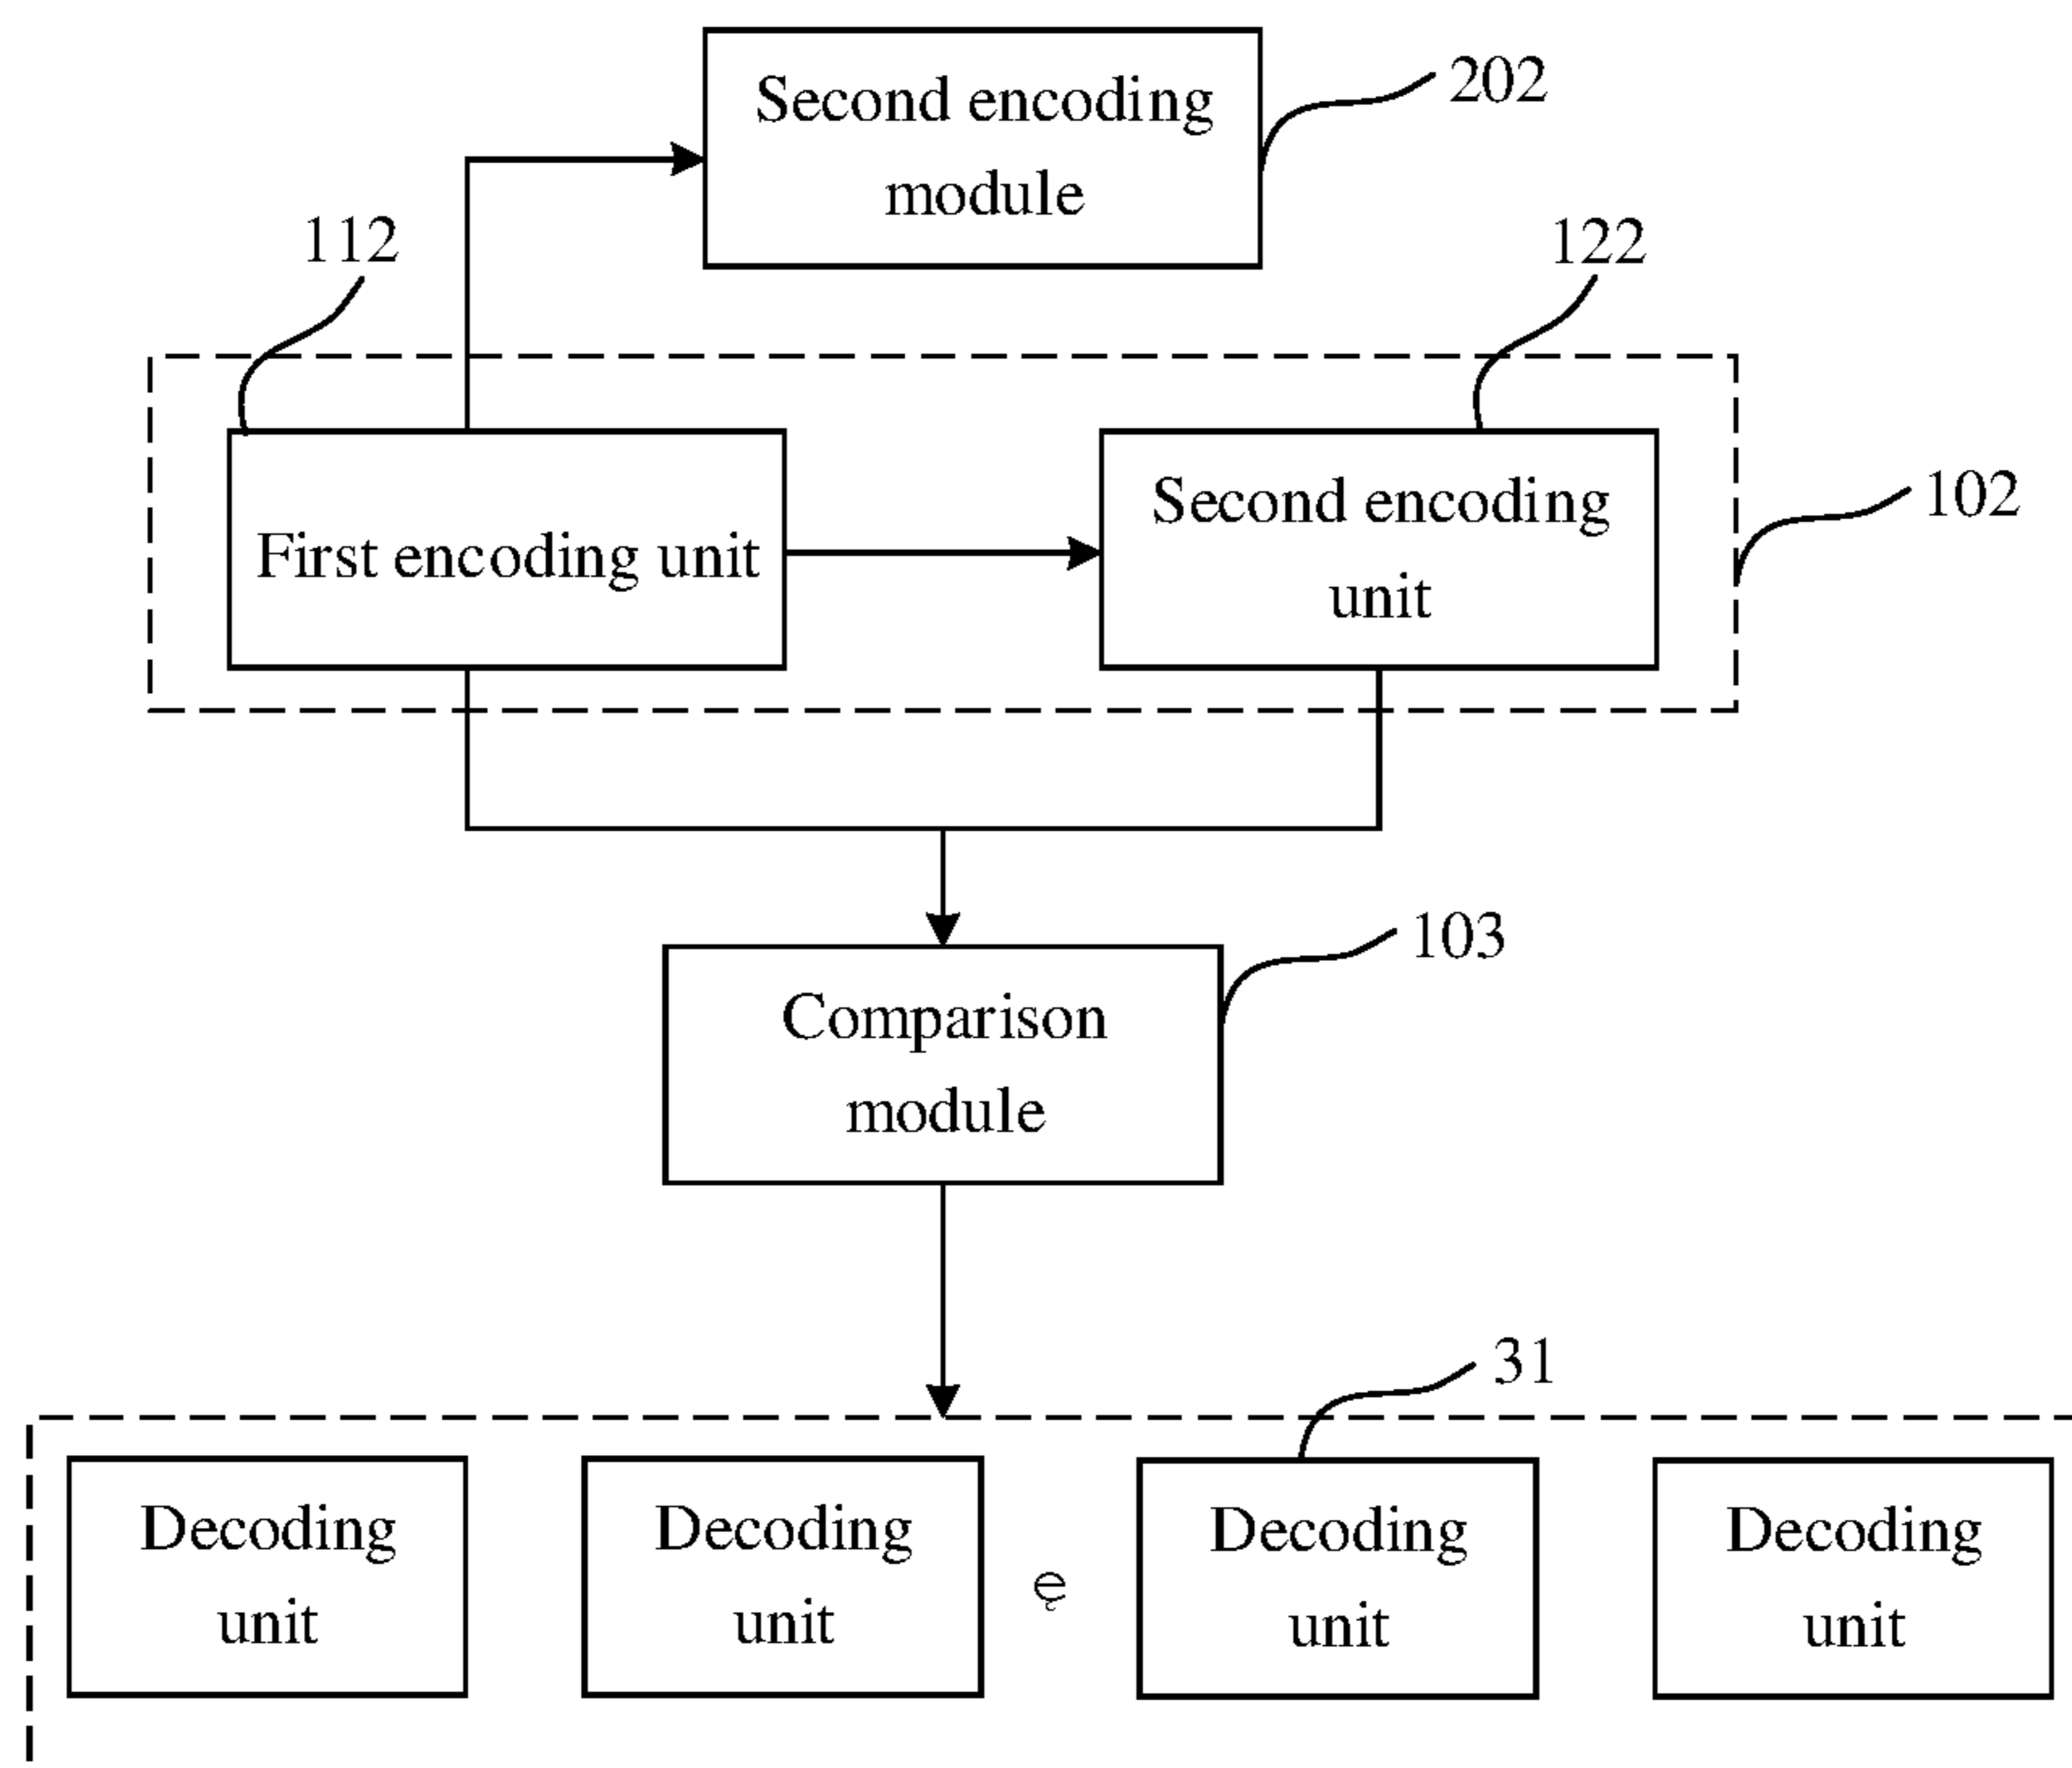 Second encoding
module
202
112
122
First encoding unit
Second encoding
unit
102
Comparison
module
103
31
Decoding
unit
Decoding
unit
ę
Decoding
unit
Decoding
unit